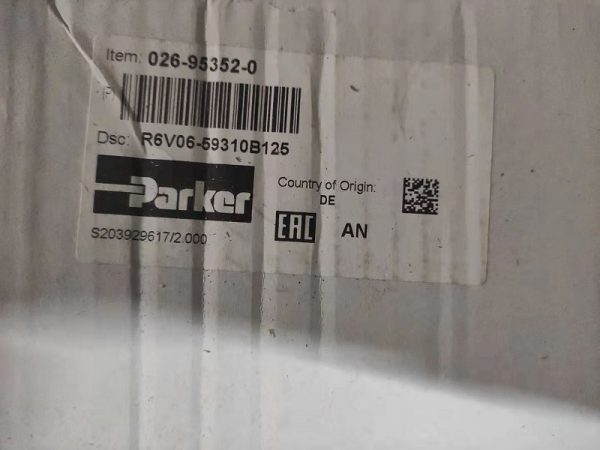 Item: 026-95352-0
(P)
Dsc: R6V06-59310B125
Parker
Country of Origin:
DE
S203929617/2.000
EAC AN